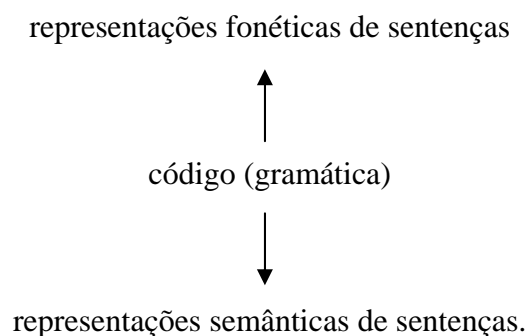 representações fonéticas de sentenças
código (gramática)
representações semânticas de sentenças.